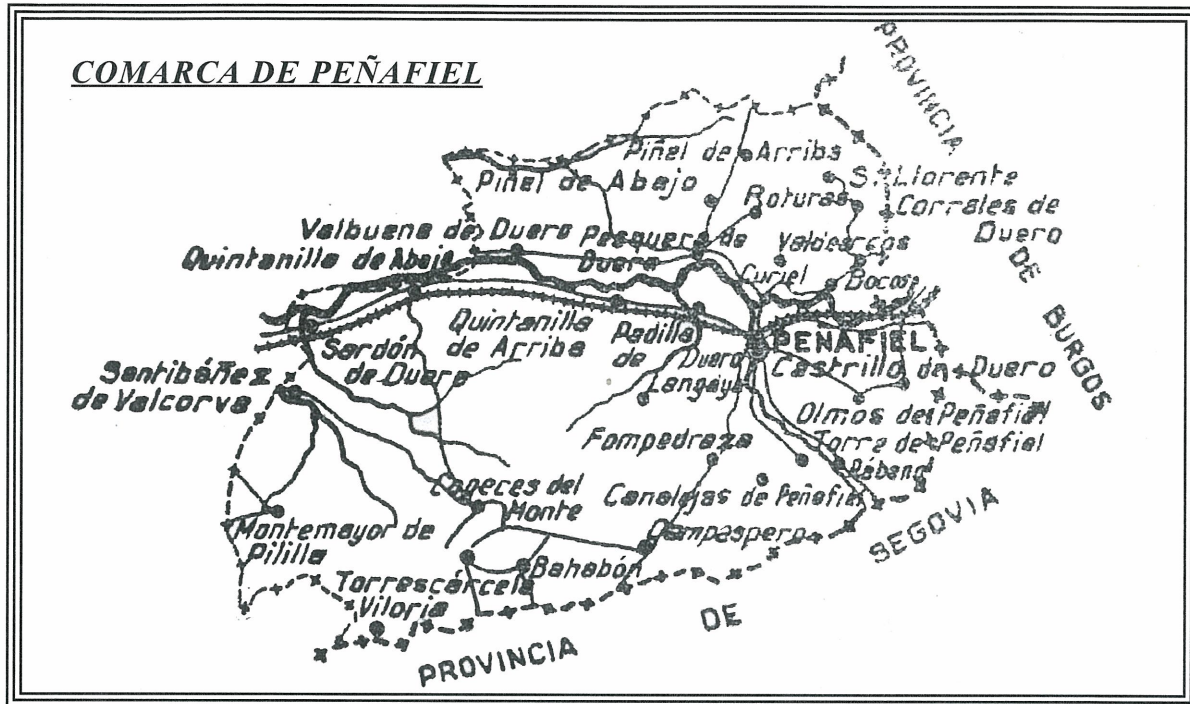 COMARCA DE PEÑAFIEL
PROVINCIA
DE BURGOS
Piñel de Arriba
Piñel de Abajo
S. Llorente
Roturas
Corrales de
Duero
Valbuena de Duero
Pesquera de
Duero
Valdearcos
Quintanilla de Abajo
Curiel
Bocos
Quintanilla
de Arriba
Padilla
de
Duero
PEÑAFIEL
Sardón
de Duero
Castrillo de Duero
Santibáñez
de Valcorva
Langayo
Olmos de Peñafiel
Fompedraza
Torre de Peñafiel
Rábano
Canalejas de Peñafiel
Cogeces del
Monte
Campaspero
Montemayor de
Pililla
Bahabón
Torrescárcela
Viloria
PROVINCIA
DE
SEGOVIA